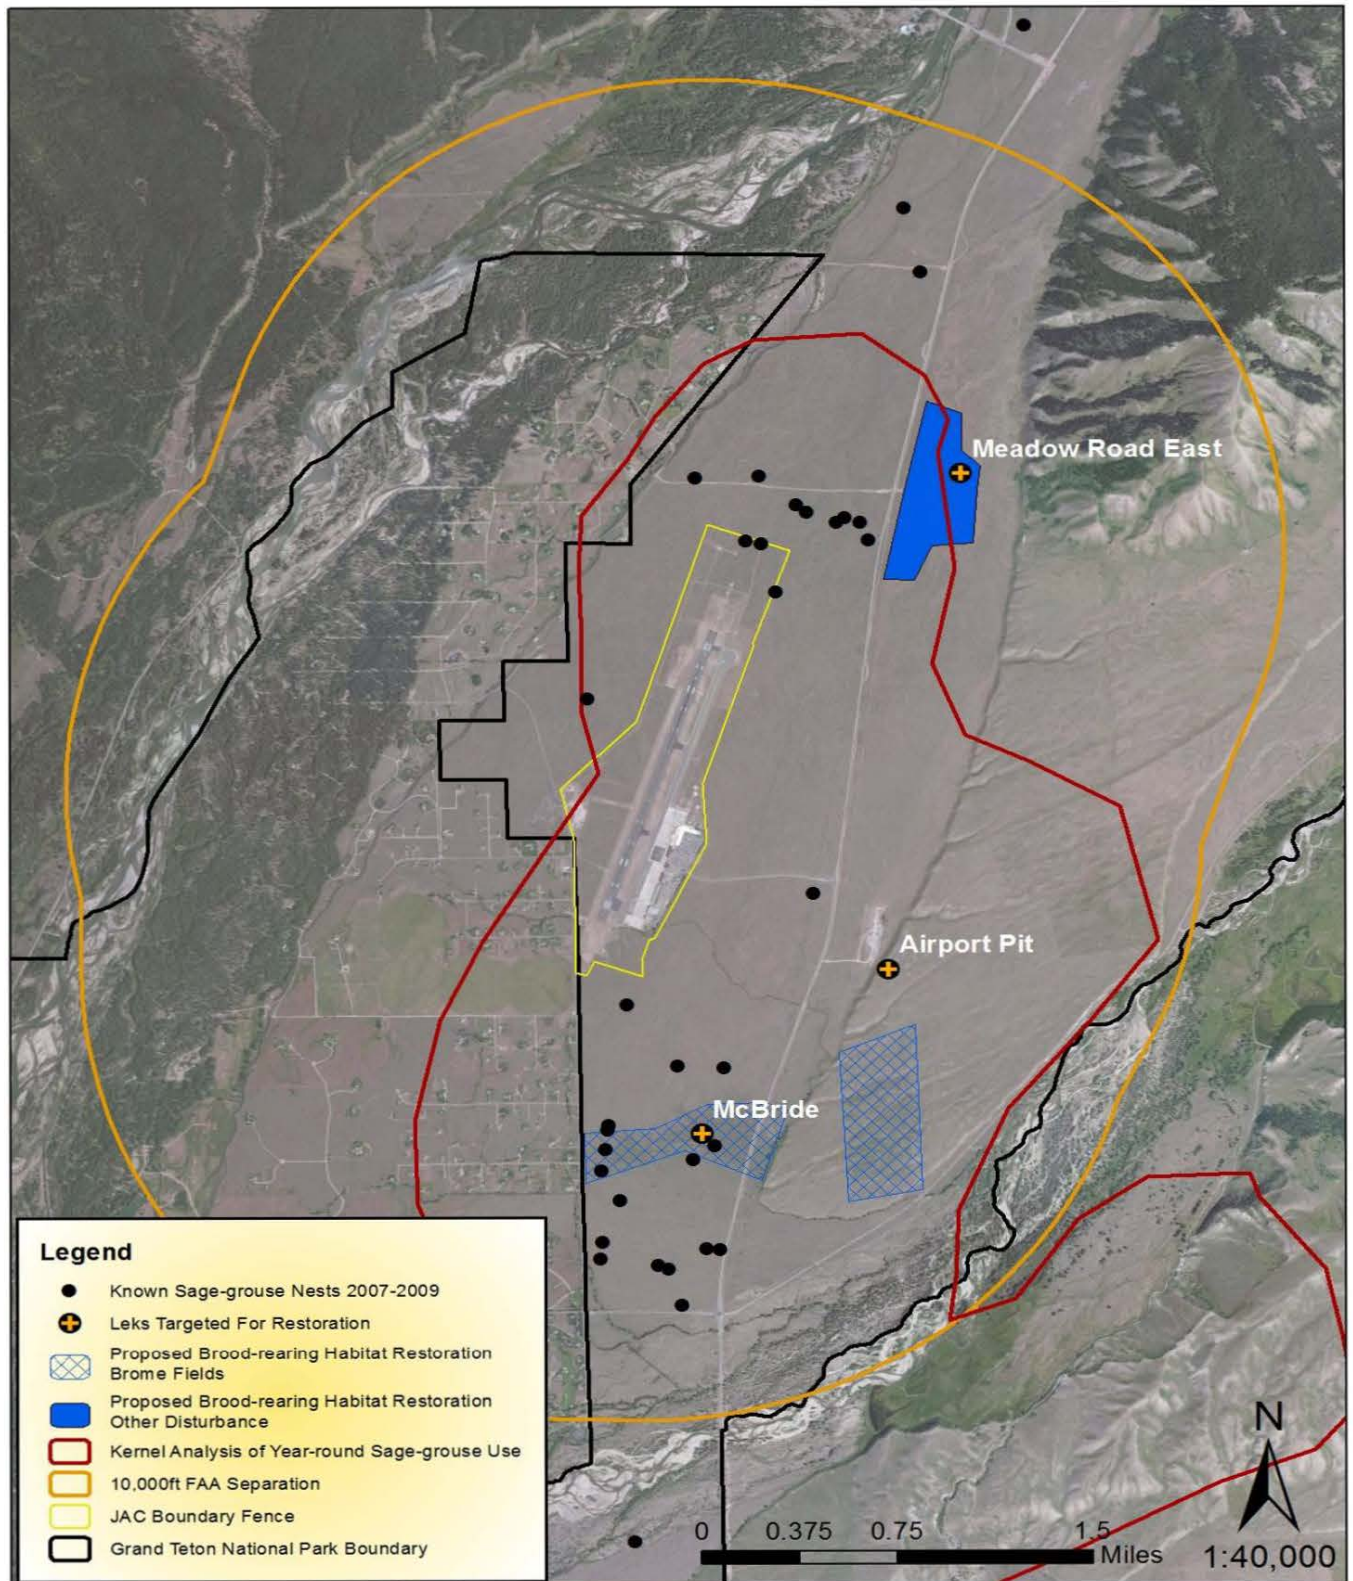 Meadow Road East
Airport Pit
McBride
Legend
Known Sage-grouse Nests 2007-2009
Leks Targeted For Restoration
Proposed Brood-rearing Habitat Restoration
Brome Fields
Proposed Brood-rearing Habitat Restoration
Other Disturbance
Kernel Analysis of Year-round Sage-grouse Use
10,000ft FAA Separation
JAC Boundary Fence
Grand Teton National Park Boundary
N
0 0.375 0.75 1.5
Miles
1:40,000